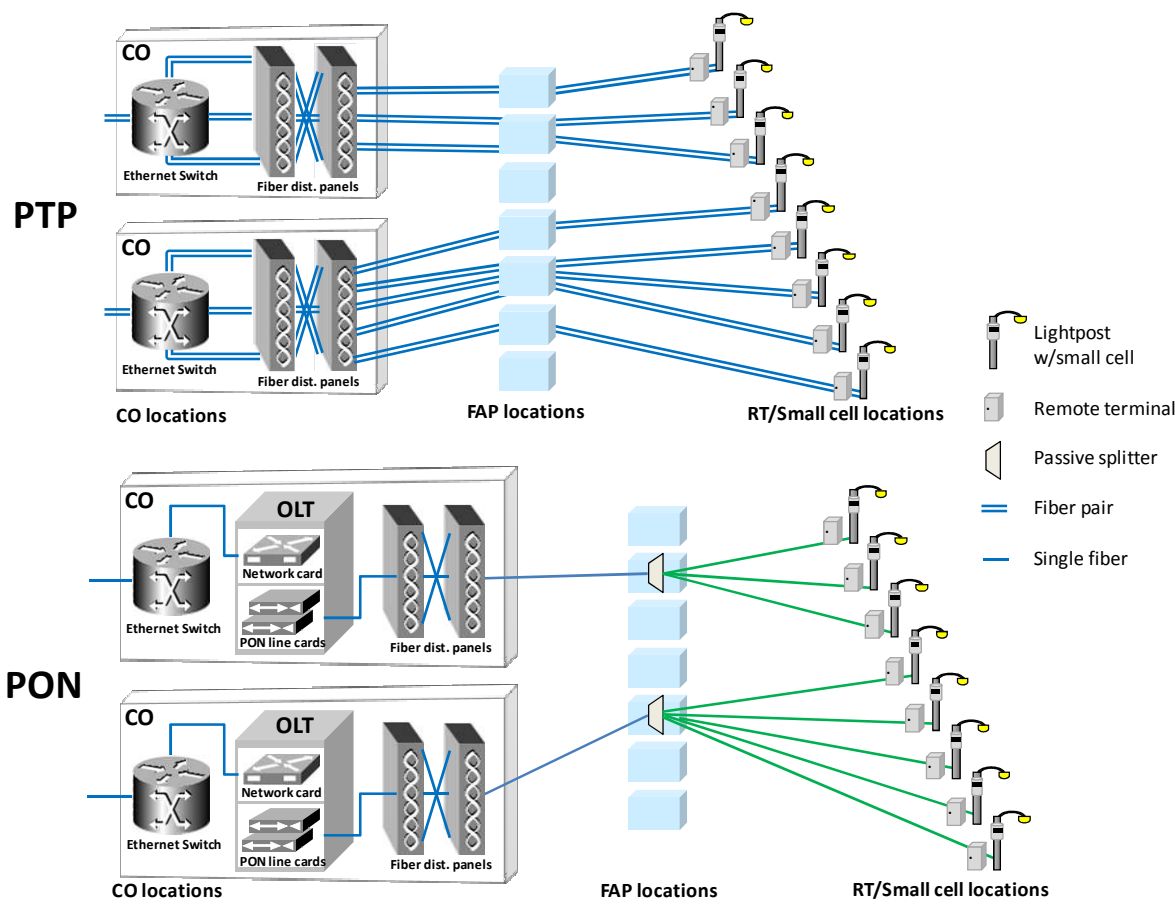 CO
Ethernet Switch
Fiber dist. panels
PTP
CO
Ethernet Switch
Fiber dist. panels
CO locations
FAP locations
RT/Small cell locations
Lightpost
w/small cell
Remote terminal
Passive splitter
Fiber pair
Single fiber
CO
OLT
Network card
PON line cards
Ethernet Switch
Fiber dist. panels
PON
CO
OLT
Network card
PON line cards
Ethernet Switch
Fiber dist. panels
CO locations
FAP locations
RT/Small cell locations